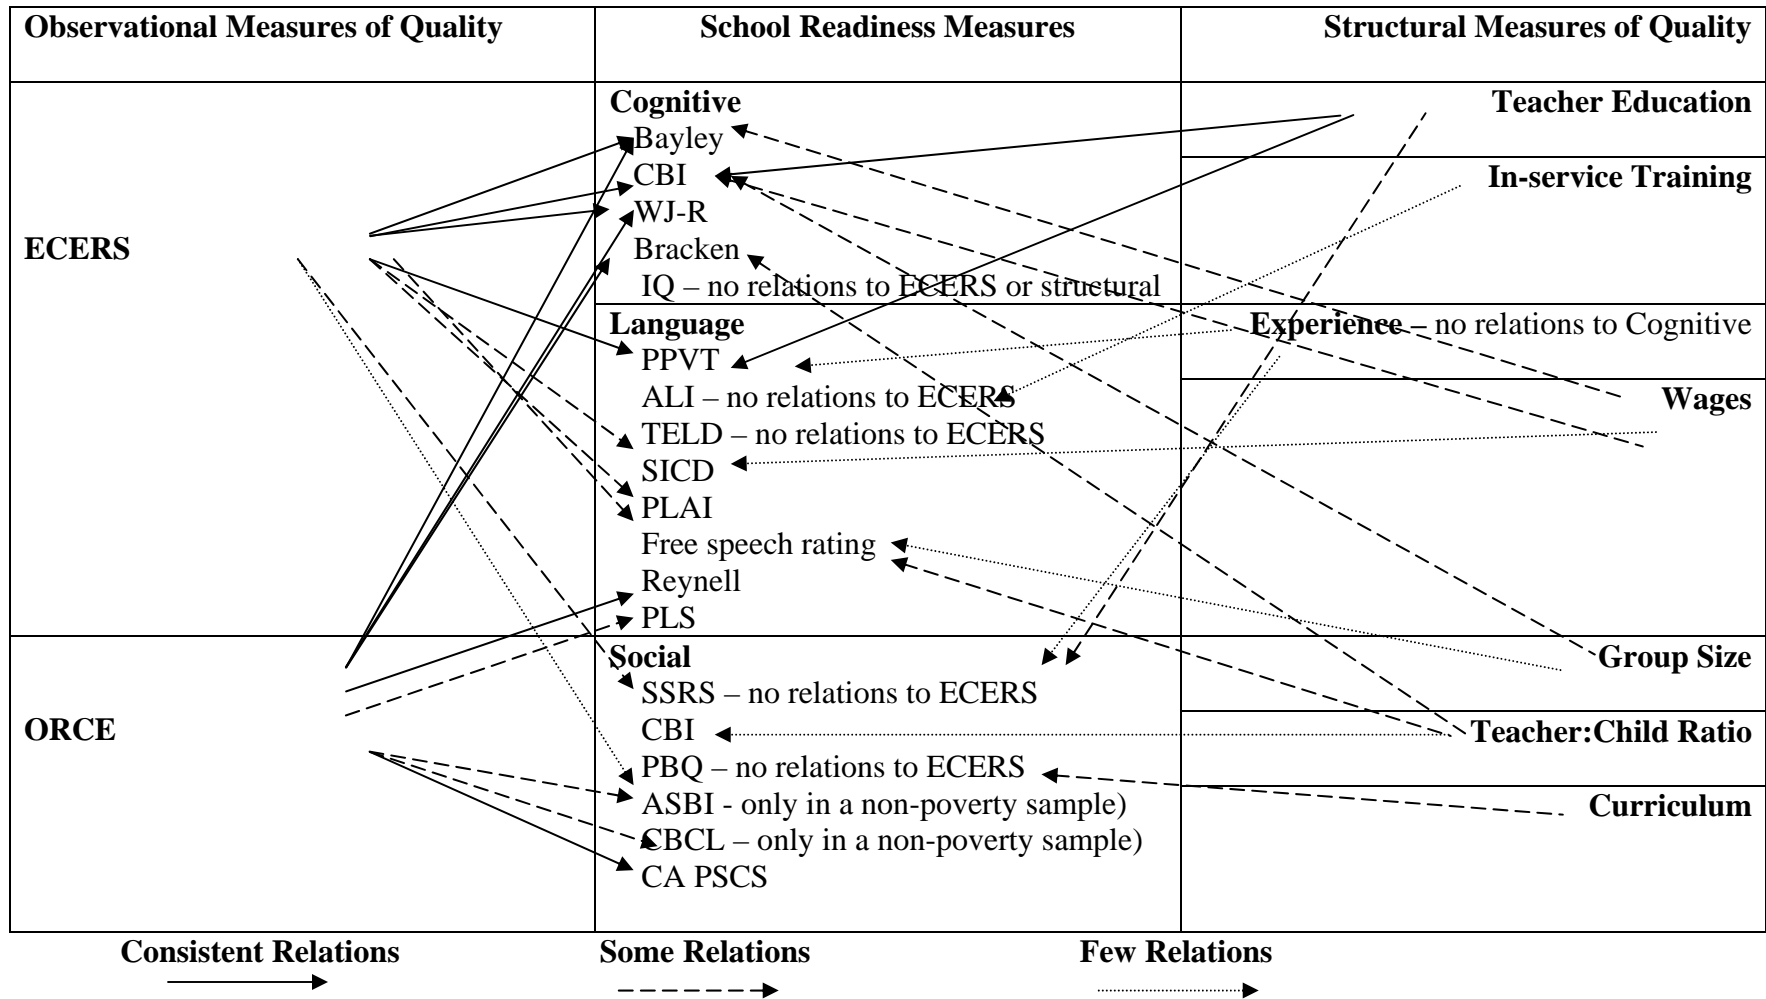 Observational Measures of Quality
School Readiness Measures
Structural Measures of Quality
ECERS
Cognitive
Bayley
CBI
WJ-R
Bracken
IQ – no relations to ECERS or structural
Teacher Education
In-service Training
Language
PPVT
ALI – no relations to ECERS
TELD – no relations to ECERS
SICD
PLAI
Free speech rating
Reynell
PLS
Experience – no relations to Cognitive
Wages
ORCE
Social
SSRS – no relations to ECERS
CBI
PBQ – no relations to ECERS
ASBI - only in a non-poverty sample)
CBCL – only in a non-poverty sample)
CA PSCS
Group Size
Teacher:Child Ratio
Curriculum
Consistent Relations
Some Relations
Few Relations